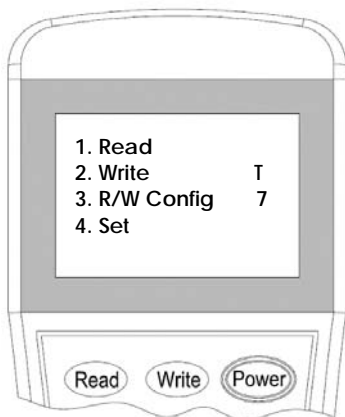 1. Read
2. Write T
3. R/W Config 7
4. Set
Read Write Power